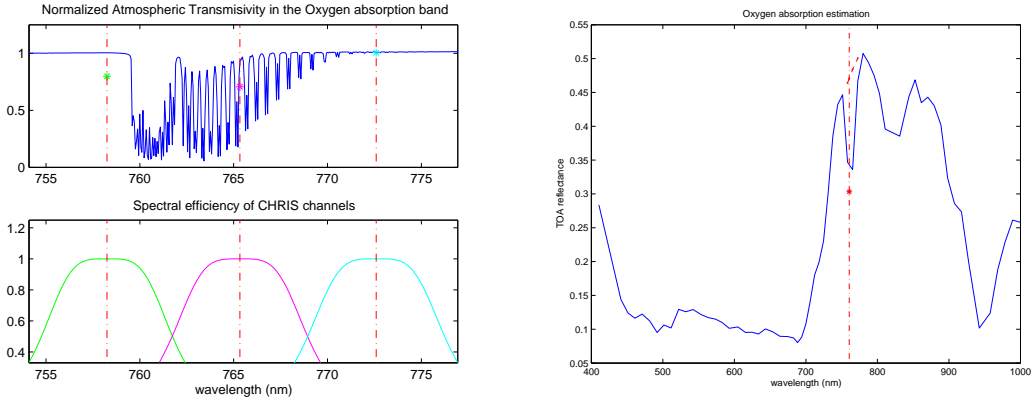 Normalized Atmospheric Transmisivity in the Oxygen absorption band
1
0.5
0
755 760 765 770 775
Spectral efficiency of CHRIS channels
1.2
1
0.8
0.6
0.4
755 760 765 770 775
wavelength (nm)
Oxygen absorption estimation
TOA reflectance
0.55
0.5
0.45
0.4
0.35
0.3
0.25
0.2
0.15
0.1
0.05
400 500 600 700 800 900 1000
wavelength (nm)